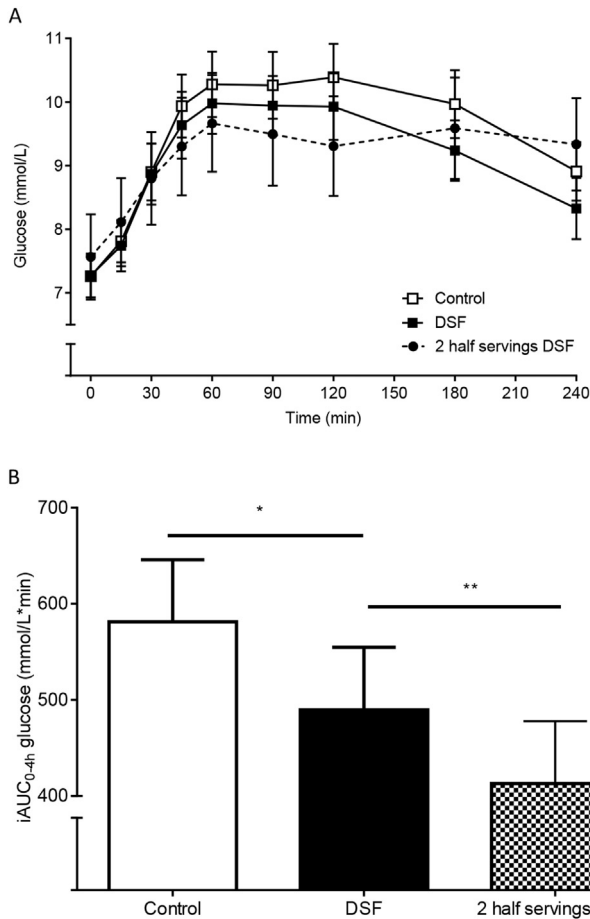 A
11
10
9
8
7
Glucose (mmol/L)
Control
DSF
2 half servings DSF
0 30 60 90 120 150 180 210 240
Time (min)
B
700
600
500
400
iAUC0-4h glucose (mmol/L*min)
*
**
Control DSF 2 half servings